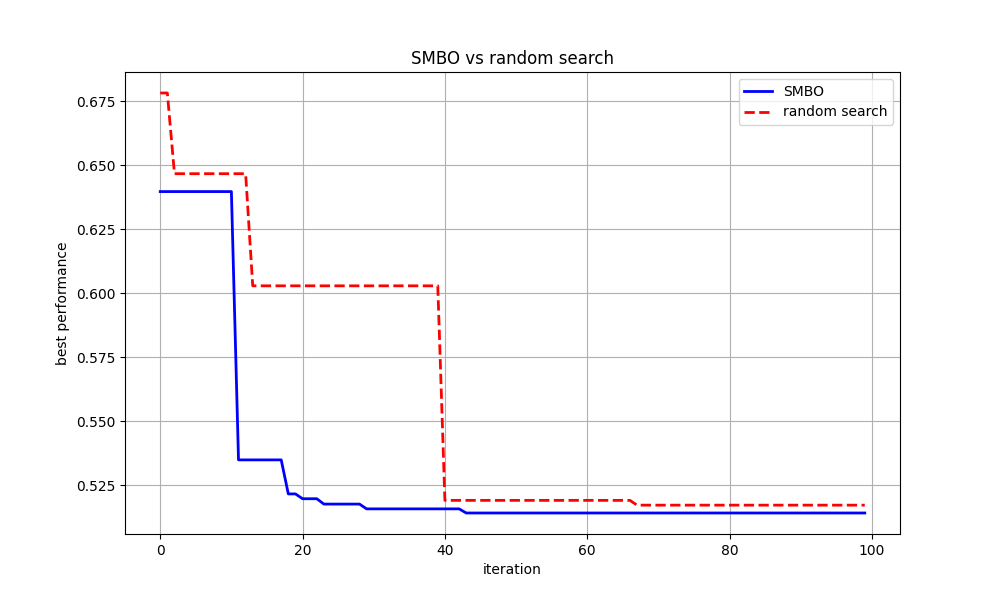 SMBO vs random search
SMBO
random search
best performance
0.675
0.650
0.625
0.600
0.575
0.550
0.525
0 20 40 60 80 100
iteration